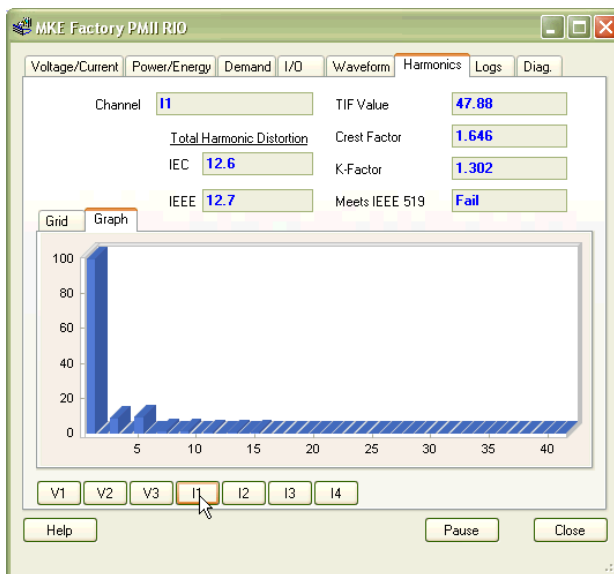 MKE Factory PMII RIO
Voltage/Current Power/Energy Demand I/O Waveform Harmonics Logs Diag.
Channel I1 TIF Value 47.88
Total Harmonic Distortion Crest Factor 1.646
IEC 12.6 K-Factor 1.302
IEEE 12.7 Meets IEEE 519 Fail
Grid Graph
100
80
60
40
20
0
5 10 15 20 25 30 35 40
V1 V2 V3 I1 I2 I3 I4
Help Pause Close